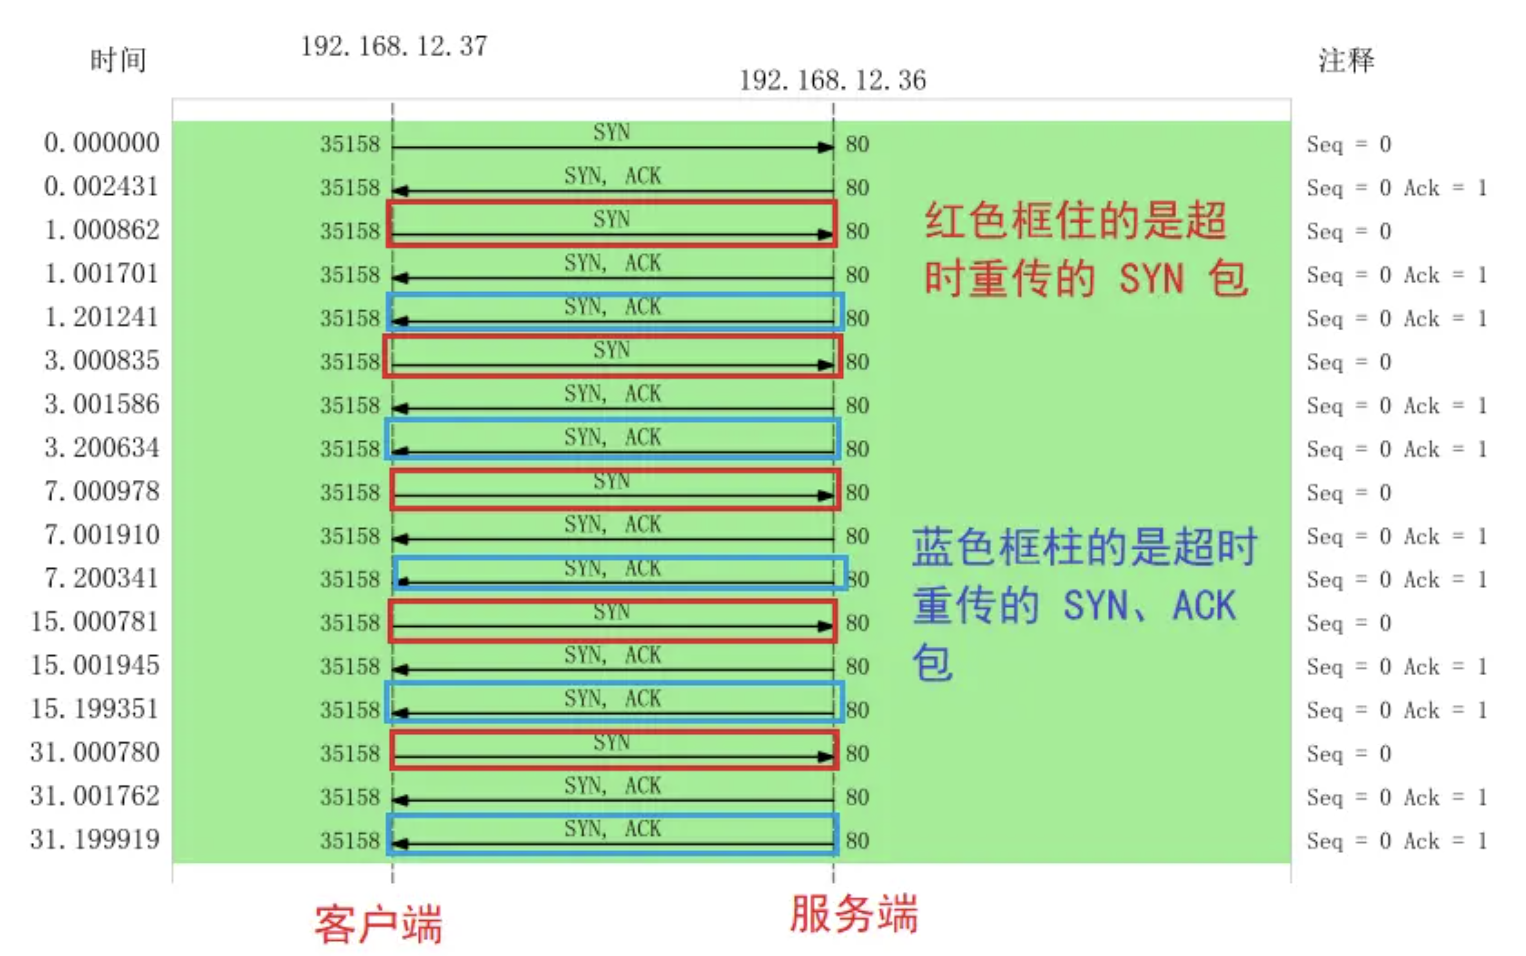 时间
192.168.12.37
192.168.12.36
注释
0.000000 35158 SYN 80 Seq = 0
0.002431 35158 SYN, ACK 80 Seq = 0 Ack = 1
1.000862 35158 SYN 80 Seq = 0
1.001701 35158 SYN, ACK 80 Seq = 0 Ack = 1
1.201241 35158 SYN, ACK 80 Seq = 0 Ack = 1
3.000835 35158 SYN 80 Seq = 0
3.001586 35158 SYN, ACK 80 Seq = 0 Ack = 1
3.200634 35158 SYN, ACK 80 Seq = 0 Ack = 1
7.000978 35158 SYN 80 Seq = 0
7.001910 35158 SYN, ACK 80 Seq = 0 Ack = 1
7.200341 35158 SYN, ACK 80 Seq = 0 Ack = 1
15.000781 35158 SYN 80 Seq = 0
15.001945 35158 SYN, ACK 80 Seq = 0 Ack = 1
15.199351 35158 SYN, ACK 80 Seq = 0 Ack = 1
31.000780 35158 SYN 80 Seq = 0
31.001762 35158 SYN, ACK 80 Seq = 0 Ack = 1
31.199919 35158 SYN, ACK 80 Seq = 0 Ack = 1
红色框住的是超
时重传的 SYN 包
蓝色框柱的是超时
重传的 SYN、ACK
包
客户端
服务端